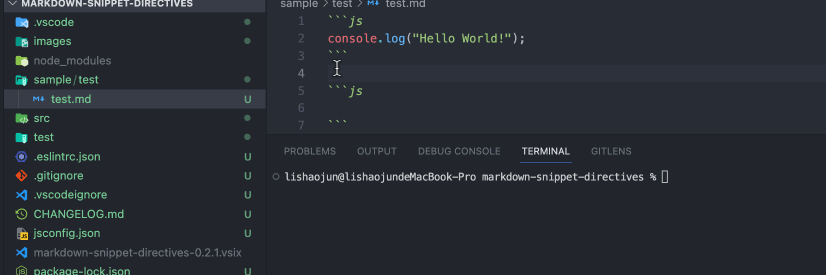 MARKDOWN-SNIPPET-DIRECTIVES
.vscode
images
node_modules
sample/test
test.md U
src
test
.eslintrc.json U
.gitignore U
.vscodeignore U
CHANGELOG.md U
jsconfig.json U
markdown-snippet-directives-0.2.1.vsix
package-lock.json U
sample > test > test.md
1 ```js
2 console.log("Hello World!");
3 ```
4
5 ```js
6
7 ```
PROBLEMS OUTPUT DEBUG CONSOLE TERMINAL GITLENS
lishaojun@lishaojundeMacBook-Pro markdown-snippet-directives %